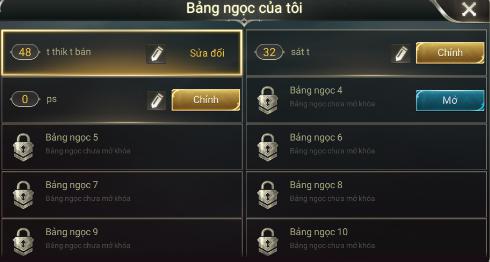 Bảng ngọc của tôi
48 t thik t bán Sửa đổi
32 sát t Chính
0 ps Chính
Bảng ngọc 4
Bảng ngọc chưa mở khóa
Mở
Bảng ngọc 5
Bảng ngọc chưa mở khóa
Bảng ngọc 6
Bảng ngọc chưa mở khóa
Bảng ngọc 7
Bảng ngọc chưa mở khóa
Bảng ngọc 8
Bảng ngọc chưa mở khóa
Bảng ngọc 9
Bảng ngọc chưa mở khóa
Bảng ngọc 10
Bảng ngọc chưa mở khóa